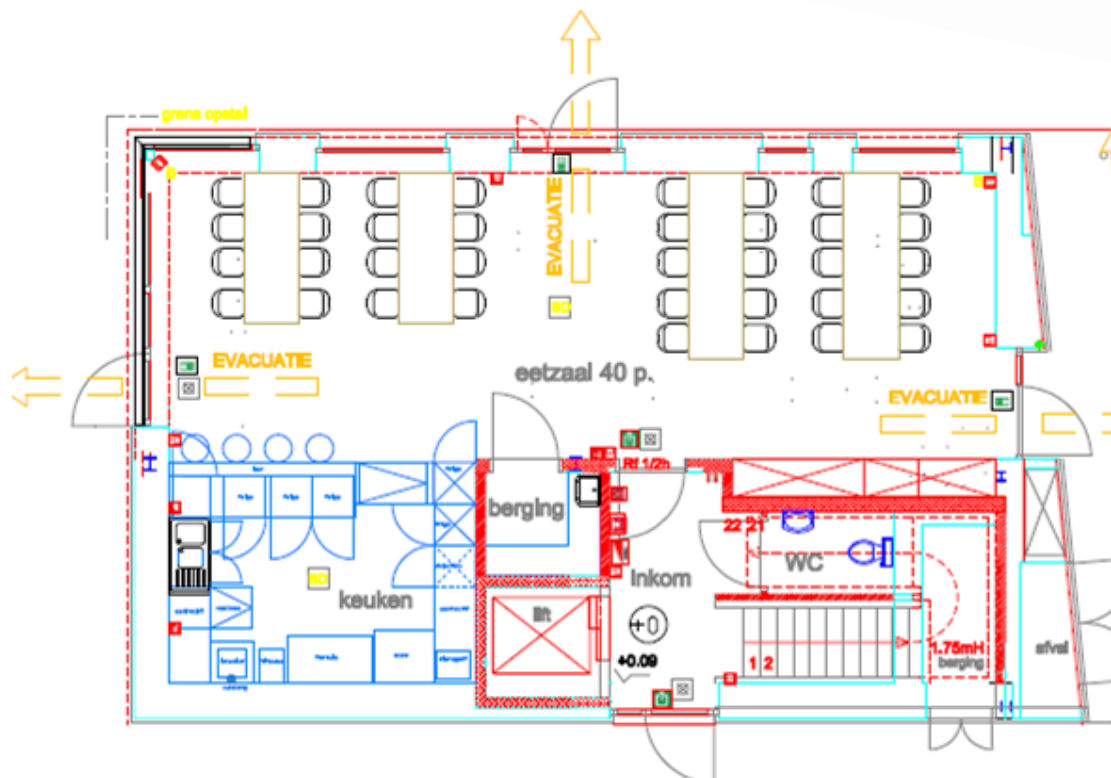 grens opstal
EVACUATIE
EVACUATIE
eetzaal 40 p.
EVACUATIE
Rf 1/2h
bar
berging
22 21
WC
Inkom
keuken
lift
+0
+0.09
1 2
1.75mH
berging
afval